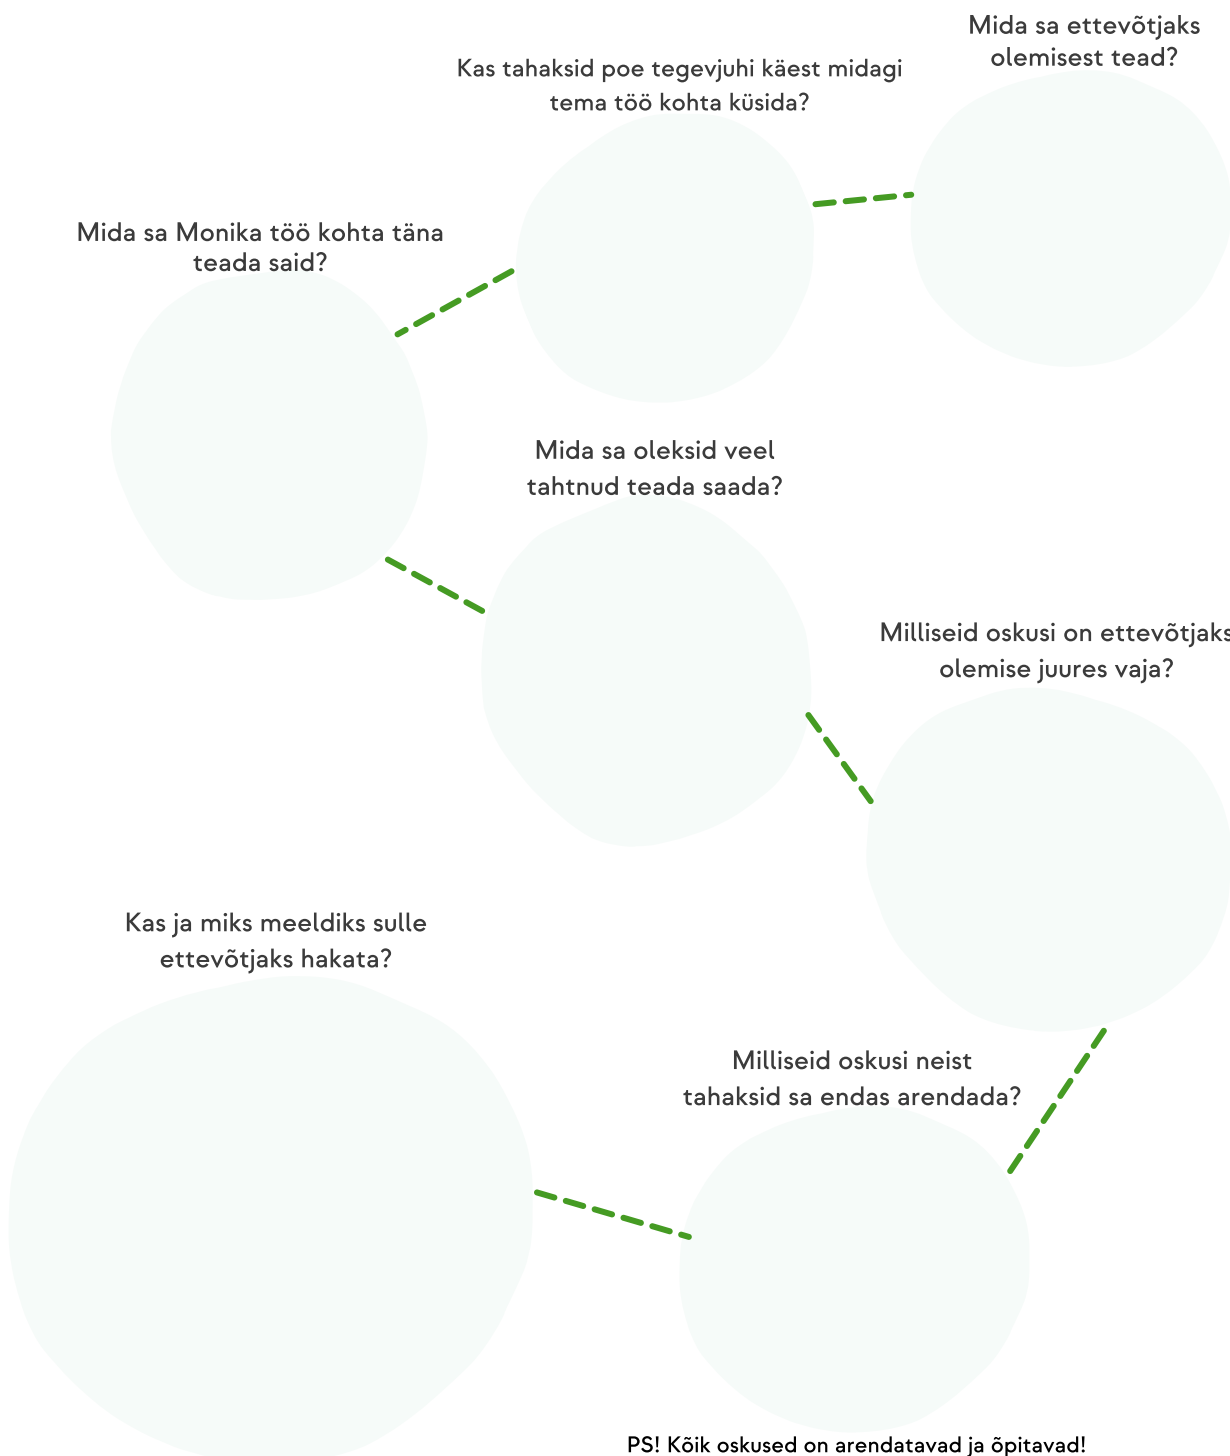 Mida sa ettevõtjaks
olemisest tead?
Kas tahaksid poe tegevjuhi käest midagi
tema töö kohta küsida?
Mida sa Monika töö kohta täna
teada said?
Mida sa oleksid veel
tahtnud teada saada?
Milliseid oskusi on ettevõtjaks
olemise juures vaja?
Milliseid oskusi neist
tahaksid sa endas arendada?
Kas ja miks meeldiks sulle
ettevõtjaks hakata?
PS! Kõik oskused on arendatavad ja õpitavad!